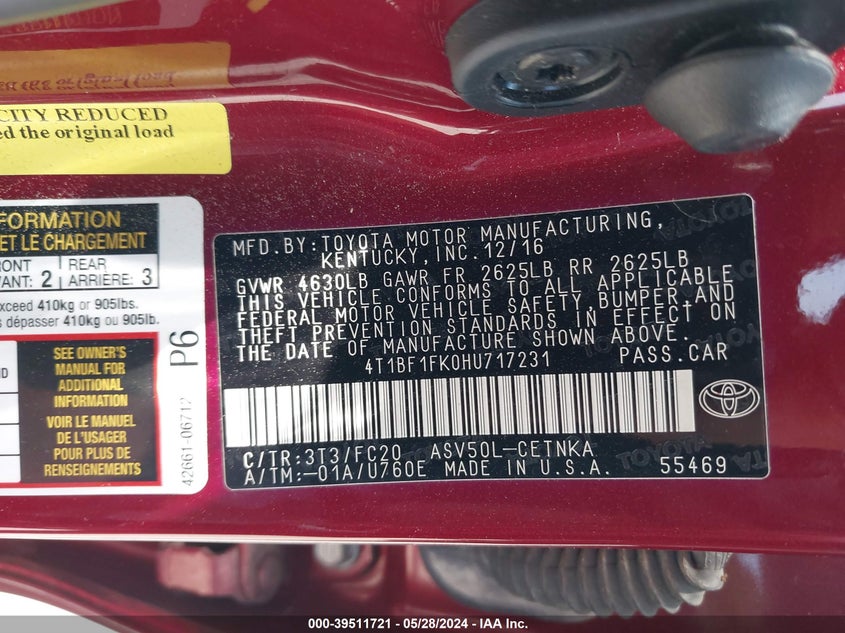 CITY REDUCED
ed the original load
FORMATION
ET LE CHARGEMENT
FRONT 2 REAR 3
VANT: ARRIÈRE:
exceed 410kg or 905lbs.
s dépasser 410kg ou 905lb.
SEE OWNER'S
MANUAL FOR
ADDITIONAL
INFORMATION
VOIR LE MANUEL
DE L'USAGER
POUR PLUS DE
RENSEIGNEMENTS
P6
42661-06712
MFD.BY:TOYOTA MOTOR MANUFACTURING,
KENTUCKY,INC.12/16
GVWR 4630LB GAWR FR 2625LB RR 2625LB
THIS VEHICLE CONFORMS TO ALL APPLICABLE
FEDERAL MOTOR VEHICLE SAFETY,BUMPER,AND
THEFT PREVENTION STANDARDS IN EFFECT ON
THE DATE OF MANUFACTURE SHOWN ABOVE.
4T1BF1FK0HU717231 PASS.CAR
C/TR:3T3/FC20 ASV50L-CETNKA
A/TM:-01A/U760E MADE IN U.S.A.
55469
000-39511721 - 05/28/2024 - IAA Inc.